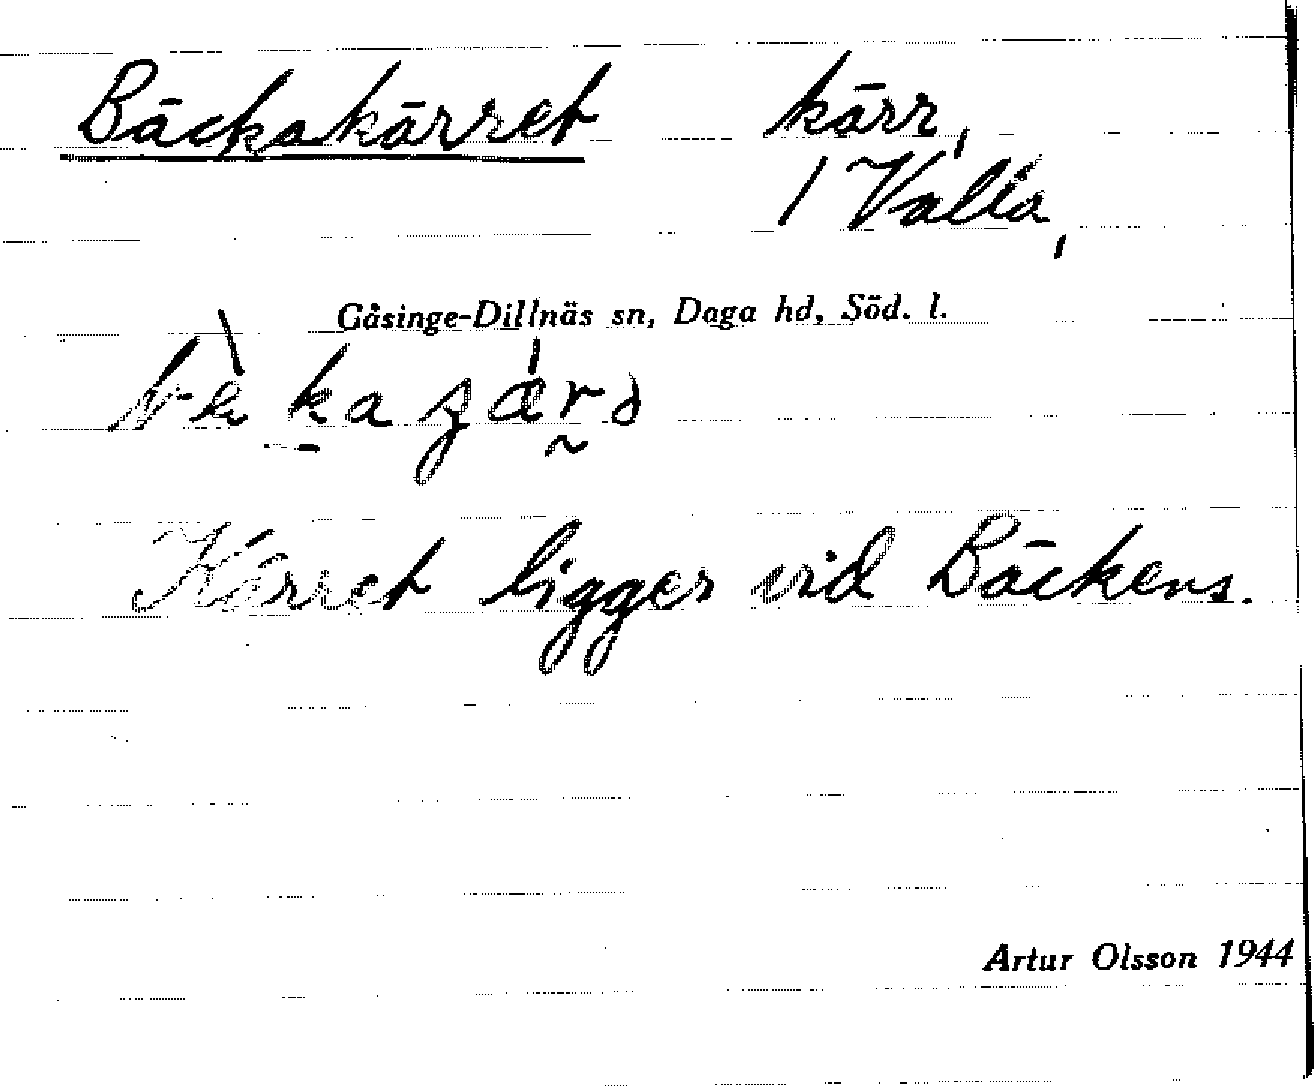 Bäckakärret kärr,
/ Valla,
Gåsinge-Dillnäs sn, Daga hd, Söd. l.
Kärret ligger vid Bäckens.
Artur Olsson 1944